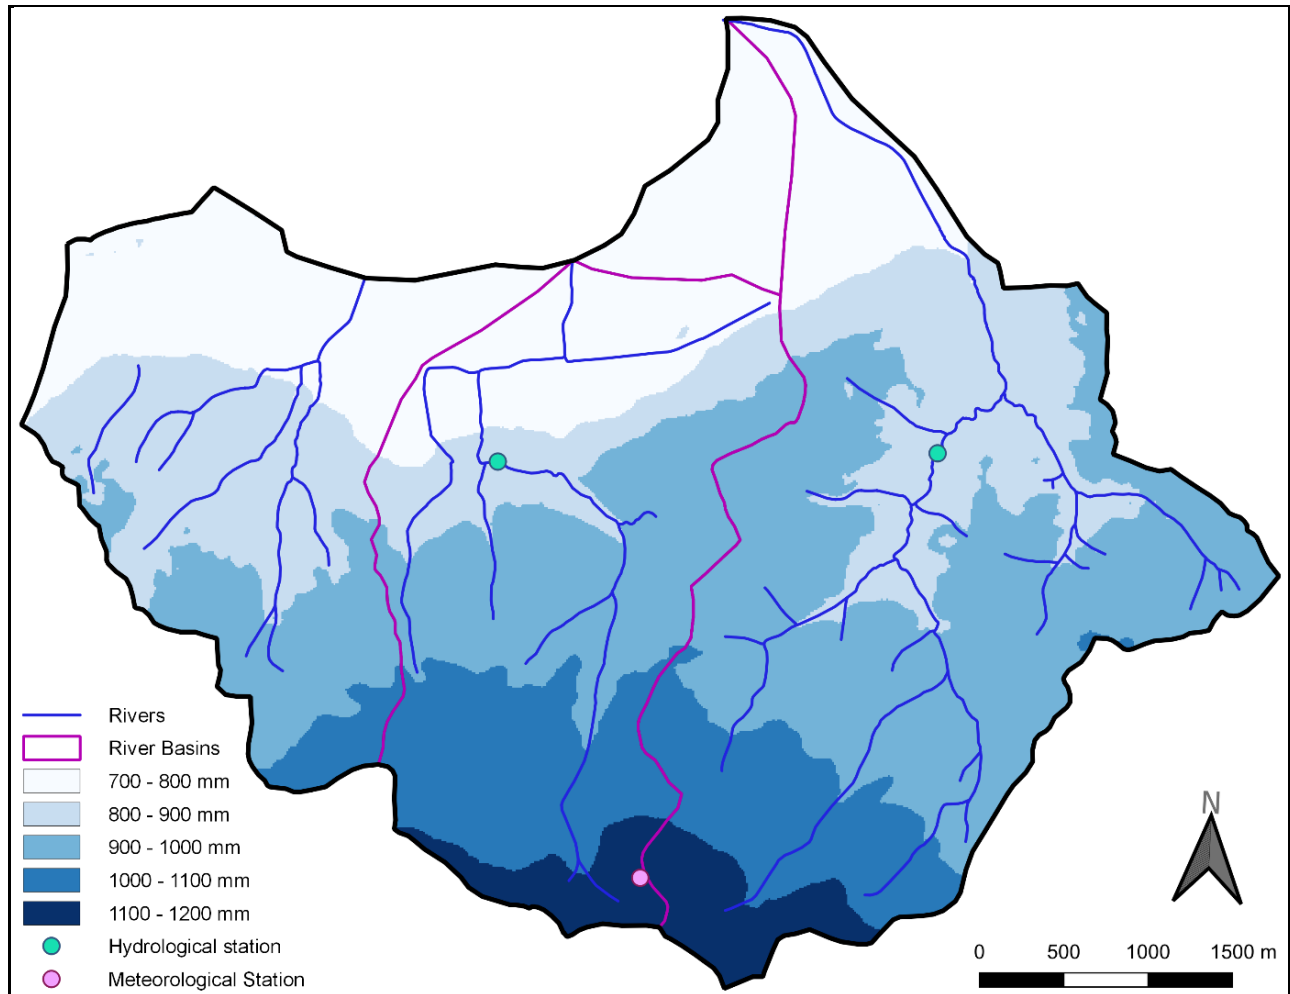 Rivers
River Basins
700 - 800 mm
800 - 900 mm
900 - 1000 mm
1000 - 1100 mm
1100 - 1200 mm
Hydrological station
Meteorological Station
N
0 500 1000 1500 m